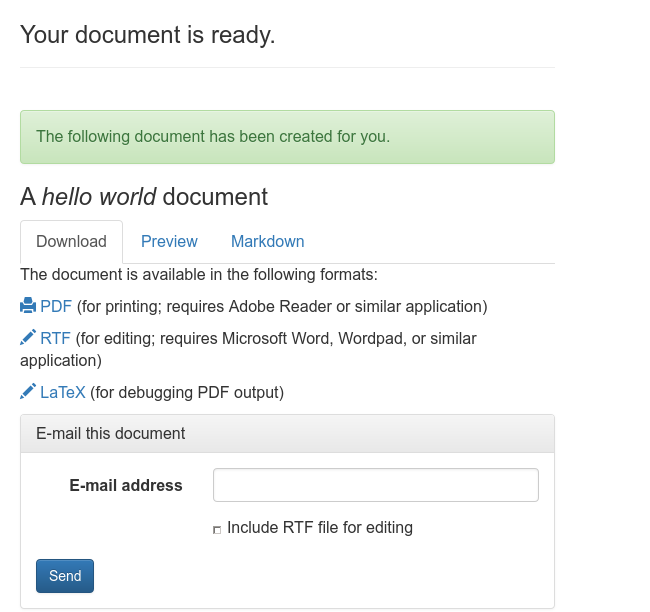 Your document is ready.
The following document has been created for you.
A hello world document
Download Preview Markdown
The document is available in the following formats:
PDF (for printing; requires Adobe Reader or similar application)
RTF (for editing; requires Microsoft Word, Wordpad, or similar
application)
LaTeX (for debugging PDF output)
E-mail this document
E-mail address
Include RTF file for editing
Send